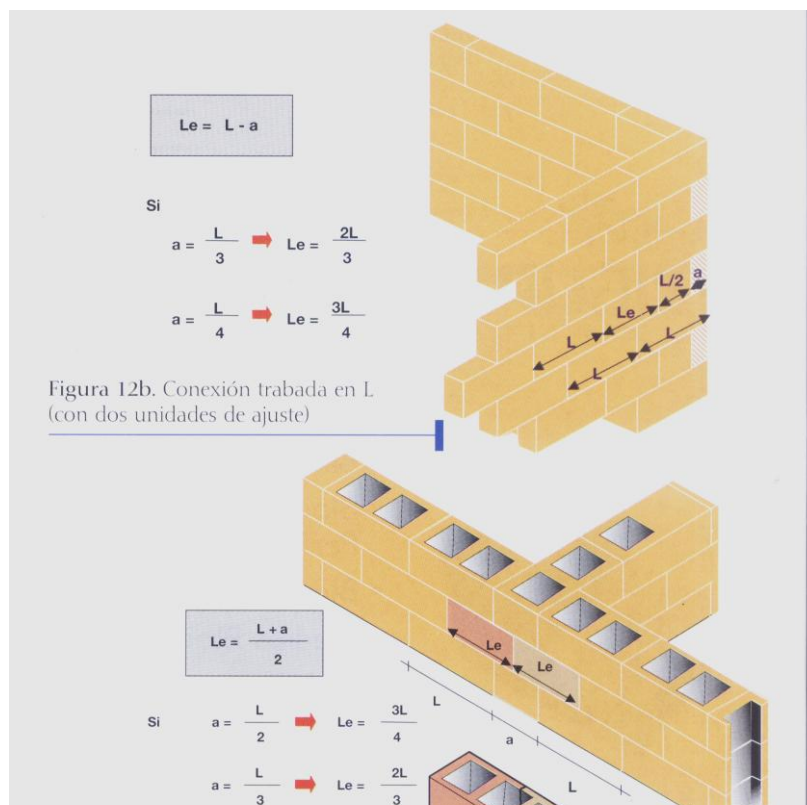 Le = L - a
Si
a = L/3 Le = 2L/3
a = L/4 Le = 3L/4
L/2 a
Le
L
L
L
Figura 12b. Conexión trabada en L
(con dos unidades de ajuste)
Le = L + a / 2
Le
Le
L
a
L
Si a = L/2 Le = 3L/4
a = L/3 Le = 2L/3